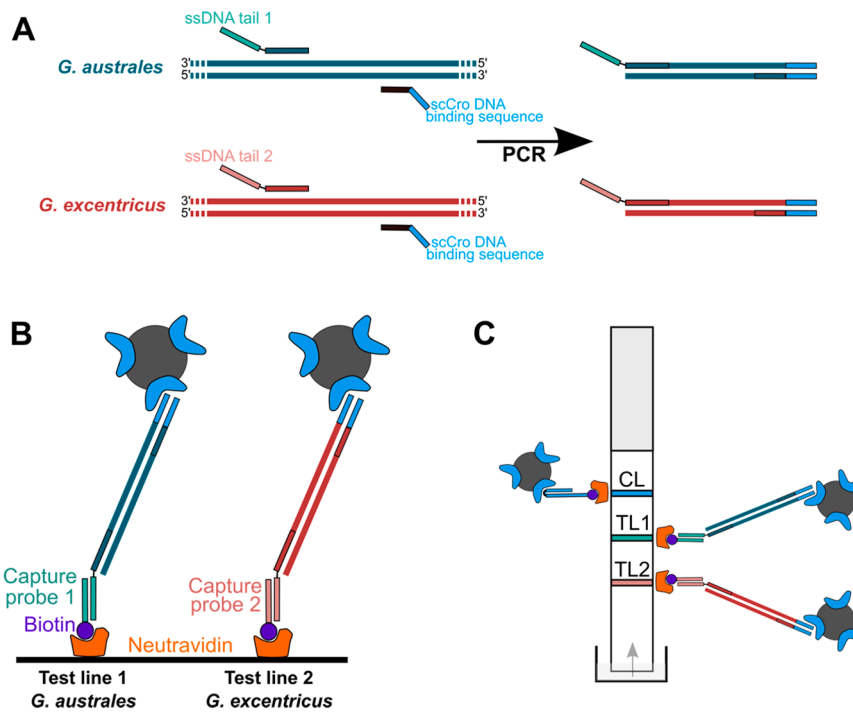 A
ssDNA tail 1
3'
5'
G. australes
5'
3'
scCro DNA
binding sequence
PCR
ssDNA tail 2
3'
5'
G. excentricus
5'
3'
scCro DNA
binding sequence
B
Capture
probe 1
Capture
probe 2
Biotin
Neutravidin
Test line 1
G. australes
Test line 2
G. excentricus
C
CL
TL1
TL2